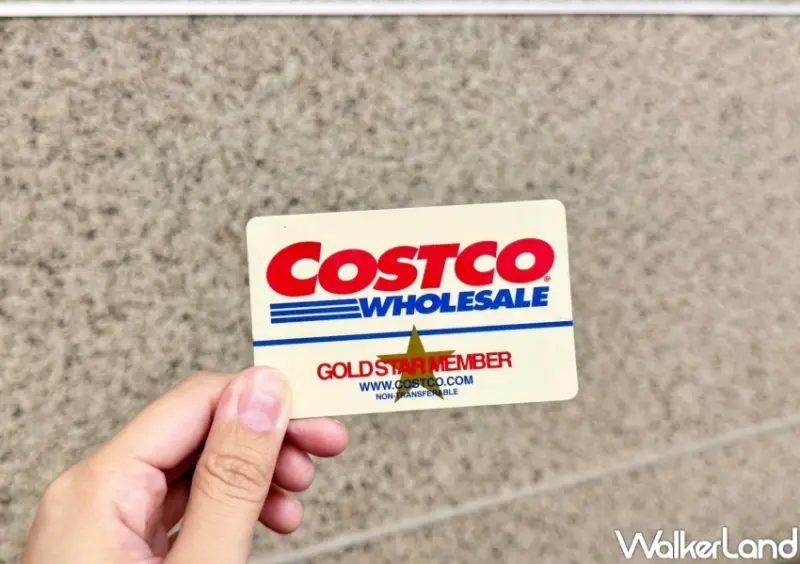 COSTCO®
WHOLESALE
GOLD STAR MEMBER
WWW.COSTCO.COM
NON-TRANSFERABLE
WalkerLand